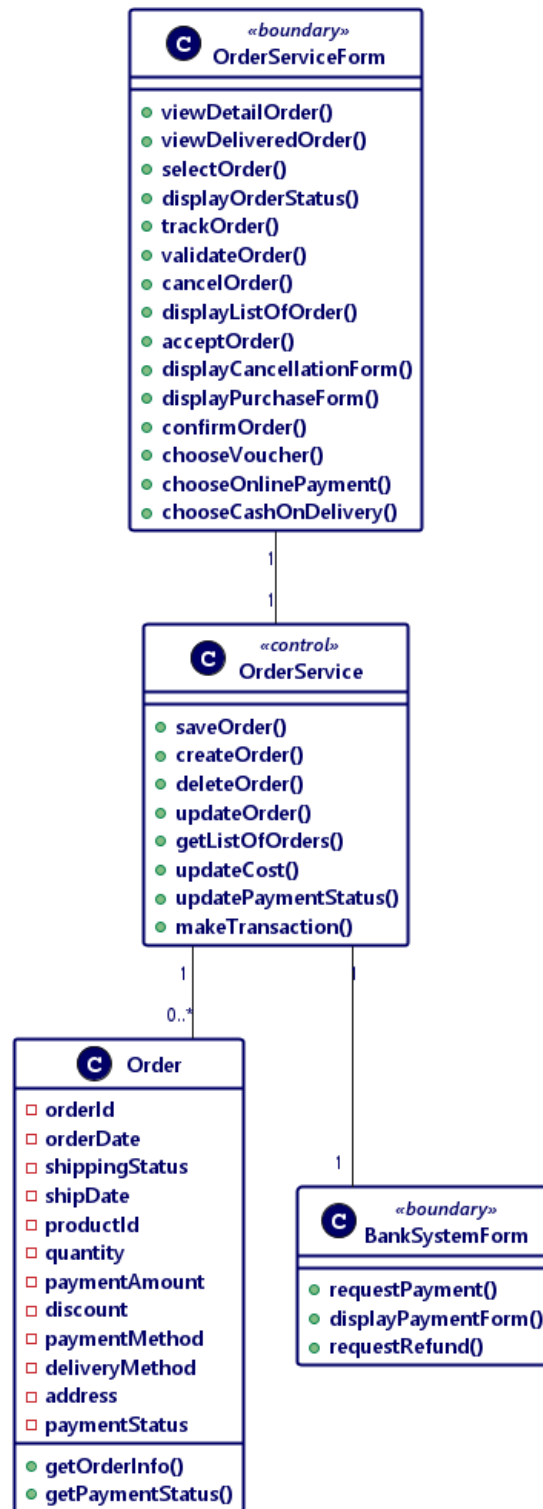 «boundary»
C OrderServiceForm
viewDetailOrder()
viewDeliveredOrder()
selectOrder()
displayOrderStatus()
trackOrder()
validateOrder()
cancelOrder()
displayListOfOrder()
acceptOrder()
displayCancellationForm()
displayPurchaseForm()
confirmOrder()
chooseVoucher()
chooseOnlinePayment()
chooseCashOnDelivery()
1
1
«control»
C OrderService
saveOrder()
createOrder()
deleteOrder()
updateOrder()
getListOfOrders()
updateCost()
updatePaymentStatus()
makeTransaction()
1 1
0..*
C Order
orderId
orderDate
shippingStatus
shipDate
productId
quantity
paymentAmount
discount
paymentMethod
deliveryMethod
address
paymentStatus
getOrderInfo()
getPaymentStatus()
1
«boundary»
C BankSystemForm
requestPayment()
displayPaymentForm()
requestRefund()